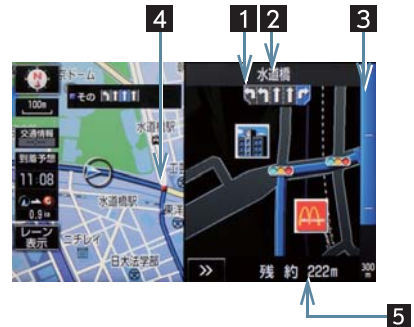 1
2
3
4
水道橋
ドーム
その
100m
水道橋駅
交通情報
到着予想
11:08
水道橋駅
0.9㎞
レーン
表示
ニチレイ
日大法学部
残 約 222m
300
m
5